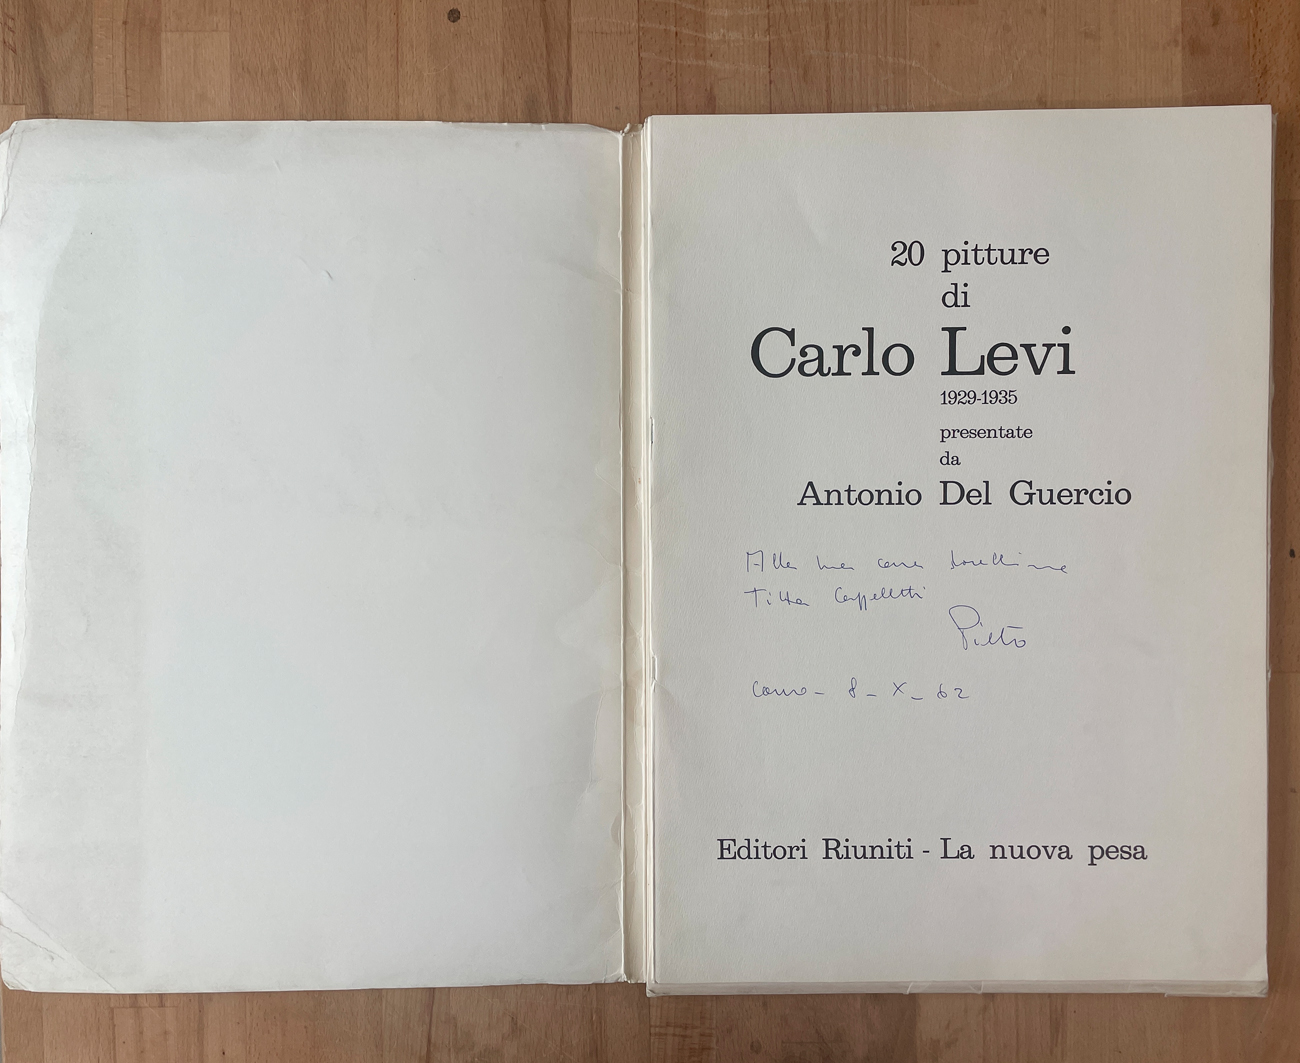 20 pitture
di
Carlo Levi
1929-1935
presentate
da
Antonio Del Guercio
Alla mia cara
Titta Cappelletti
Como - 8 - X - 62
Editori Riuniti - La nuova pesa